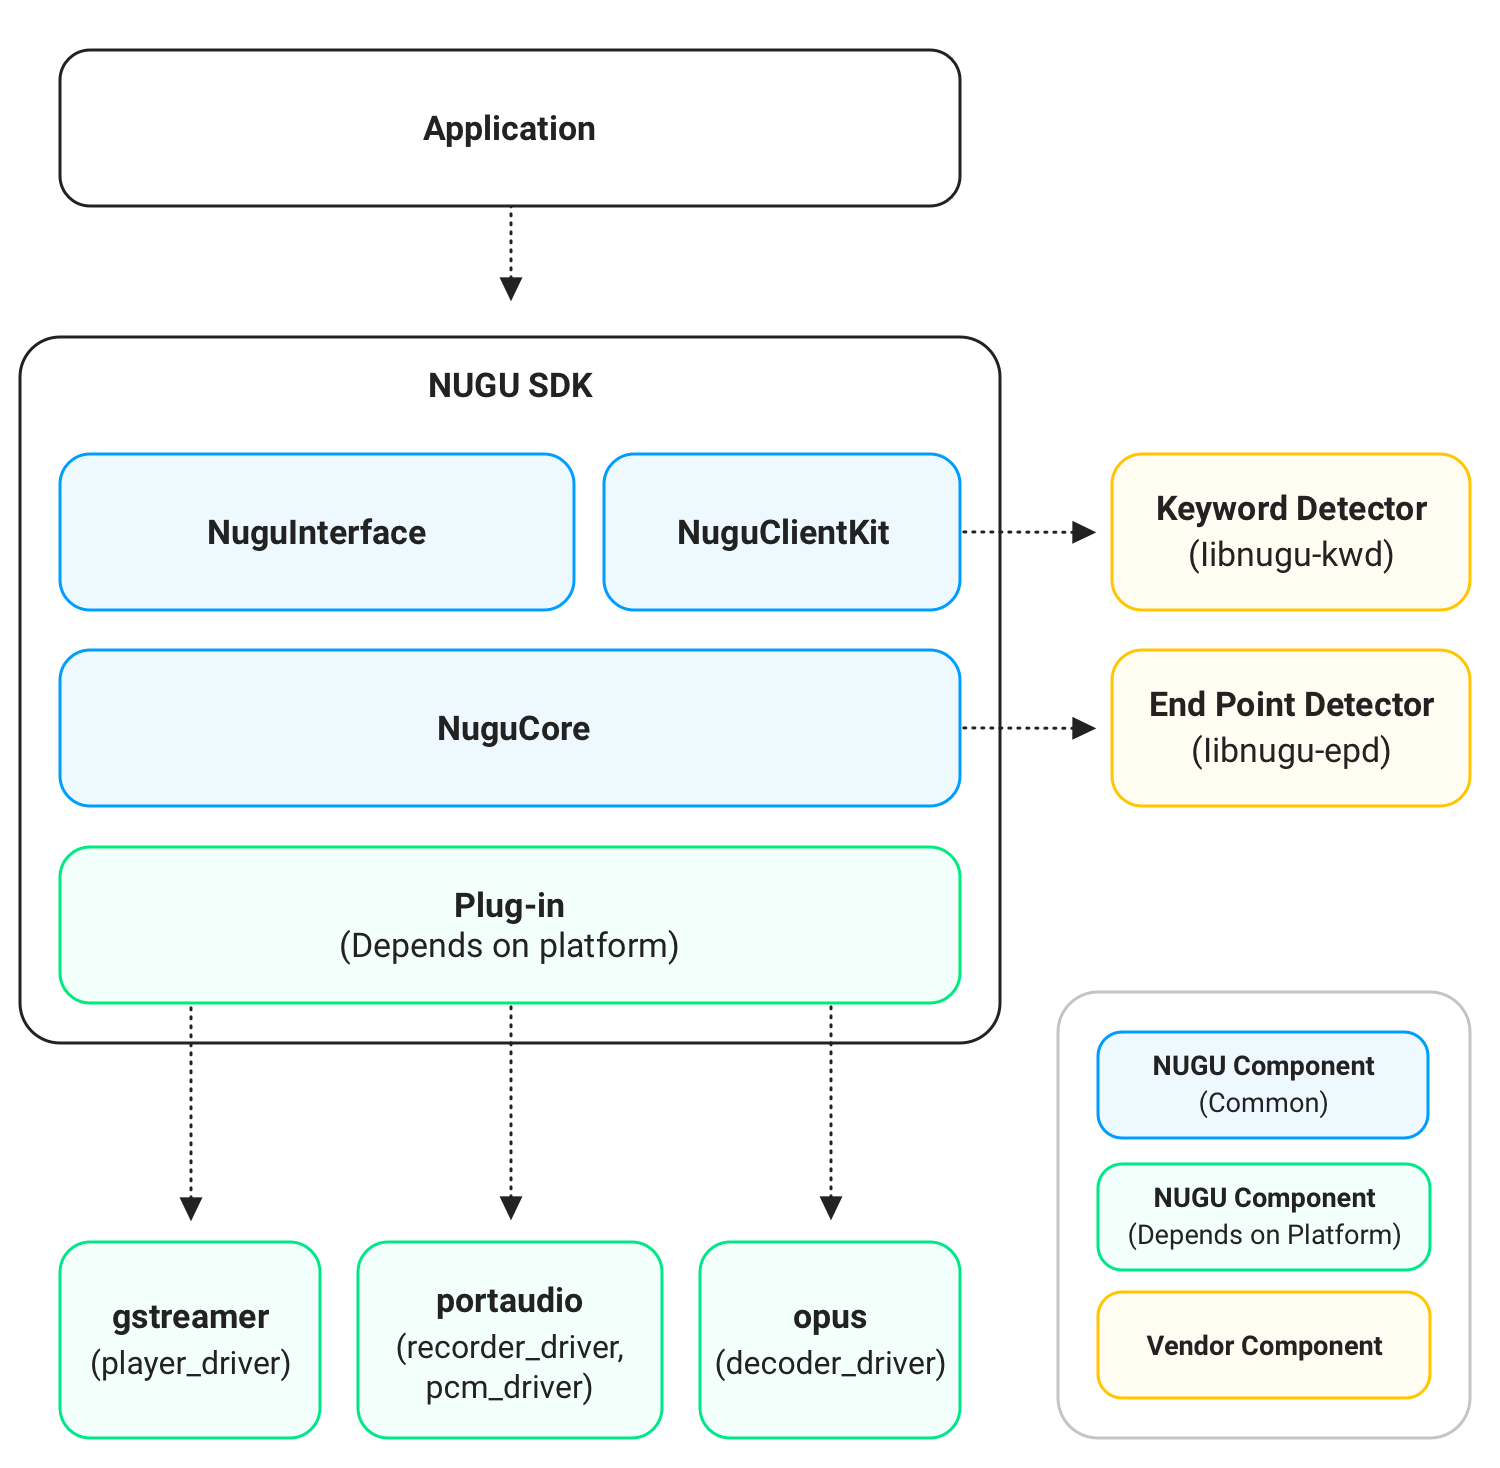 Application
NUGU SDK
NuguInterface
NuguClientKit
Keyword Detector
(libnugu-kwd)
NuguCore
End Point Detector
(libnugu-epd)
Plug-in
(Depends on platform)
gstreamer
(player_driver)
portaudio
(recorder_driver,
pcm_driver)
opus
(decoder_driver)
NUGU Component
(Common)
NUGU Component
(Depends on Platform)
Vendor Component